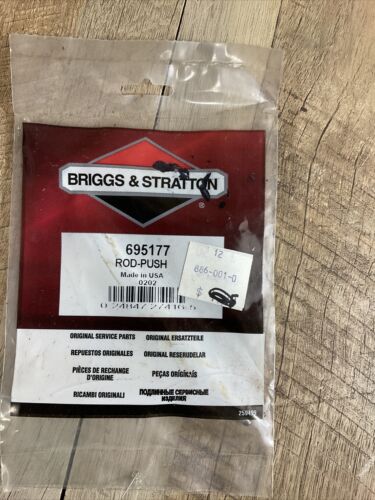 BRIGGS & STRATTON
®
695177
ROD-PUSH
Made in USA
0202
12
666-001-0
$
ORIGINAL SERVICE PARTS
ORIGINAL ERSATZTEILE
REPUESTOS ORIGINALES
ORIGINAL RESERUDELAR
PIÈCES DE RECHANGE
D'ORIGINE
PEÇAS ORIGINAIS
RICAMBI ORIGINALI
ПОДЛИННЫЕ СЕРВИСНЫЕ
ИЗДЕЛИЯ